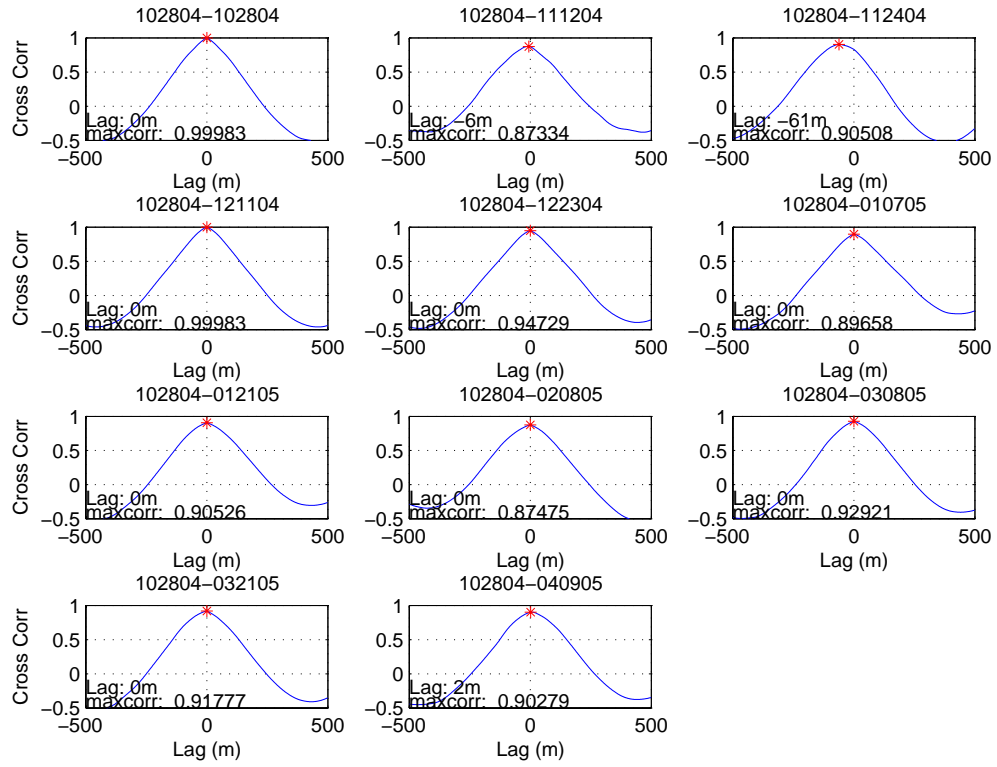 102804−102804
102804−111204
102804−112404
Cross Corr
1
0.5
0
−0.5
Lag: 0m
maxcorr: 0.99983
−500
0
500
Lag (m)
1
0.5
0
−0.5
Lag: −6m
maxcorr: 0.87334
−500
0
500
Lag (m)
1
0.5
0
−0.5
Lag: −61m
maxcorr: 0.90508
−500
0
500
Lag (m)
102804−121104
102804−122304
102804−010705
Cross Corr
1
0.5
0
−0.5
Lag: 0m
maxcorr: 0.99983
−500
0
500
Lag (m)
1
0.5
0
−0.5
Lag: 0m
maxcorr: 0.94729
−500
0
500
Lag (m)
1
0.5
0
−0.5
Lag: 0m
maxcorr: 0.89658
−500
0
500
Lag (m)
102804−012105
102804−020805
102804−030805
Cross Corr
1
0.5
0
−0.5
Lag: 0m
maxcorr: 0.90526
−500
0
500
Lag (m)
1
0.5
0
−0.5
Lag: 0m
maxcorr: 0.87475
−500
0
500
Lag (m)
1
0.5
0
−0.5
Lag: 0m
maxcorr: 0.92921
−500
0
500
Lag (m)
102804−032105
102804−040905
Cross Corr
1
0.5
0
−0.5
Lag: 0m
maxcorr: 0.91777
−500
0
500
Lag (m)
1
0.5
0
−0.5
Lag: 2m
maxcorr: 0.90279
−500
0
500
Lag (m)